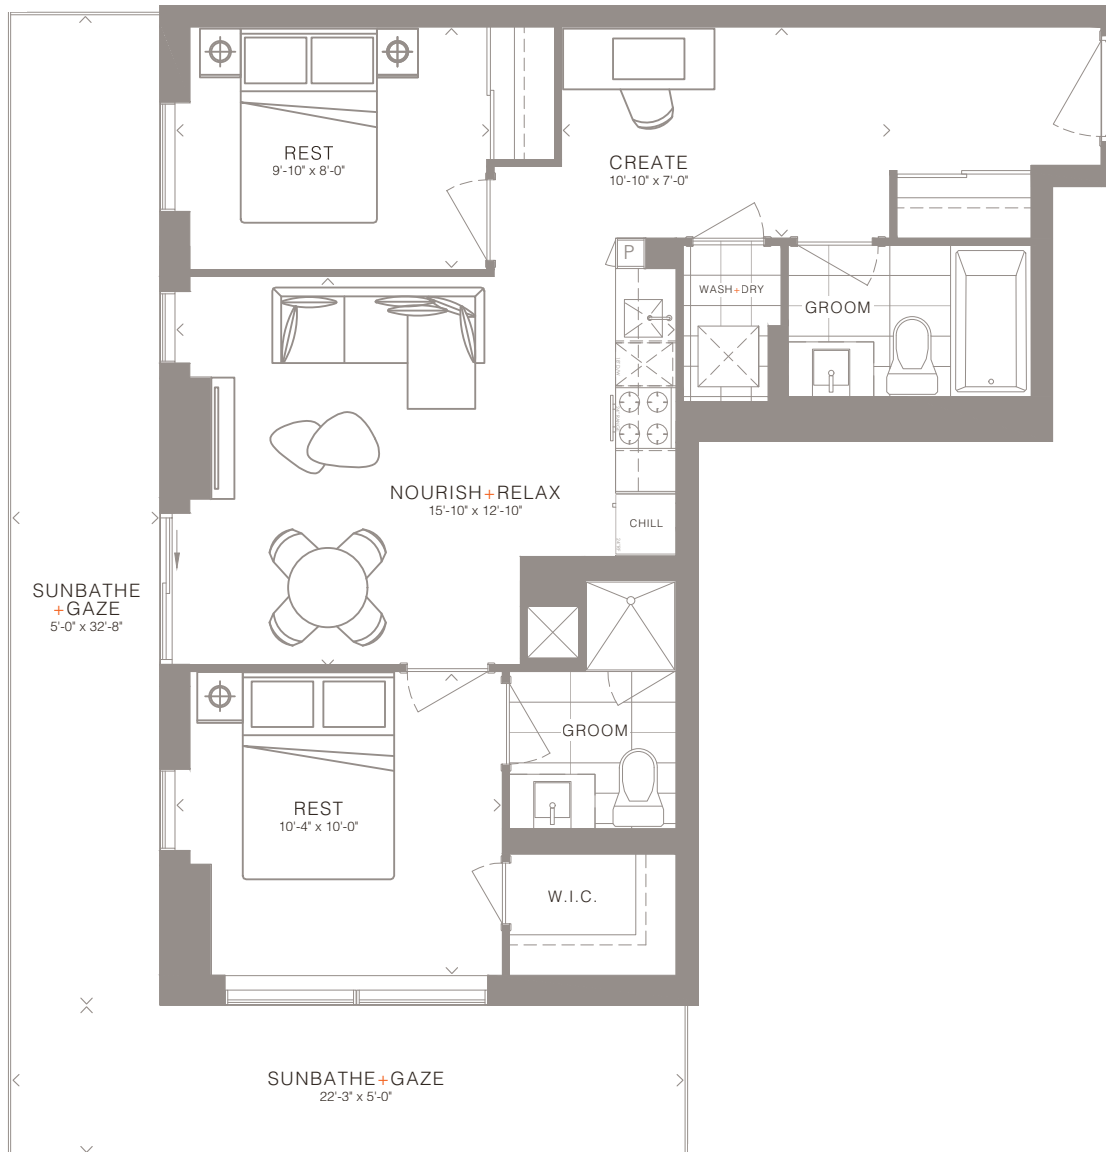 REST
9'-10" x 8'-0"
CREATE
10'-10" x 7'-0"
P
WASH+DRY
GROOM
NOURISH+RELAX
15'-10" x 12'-10"
CHILL
SUNBATHE
+GAZE
5'-0" x 32'-8"
GROOM
REST
10'-4" x 10'-0"
W.I.C.
SUNBATHE+GAZE
22'-3" x 5'-0"